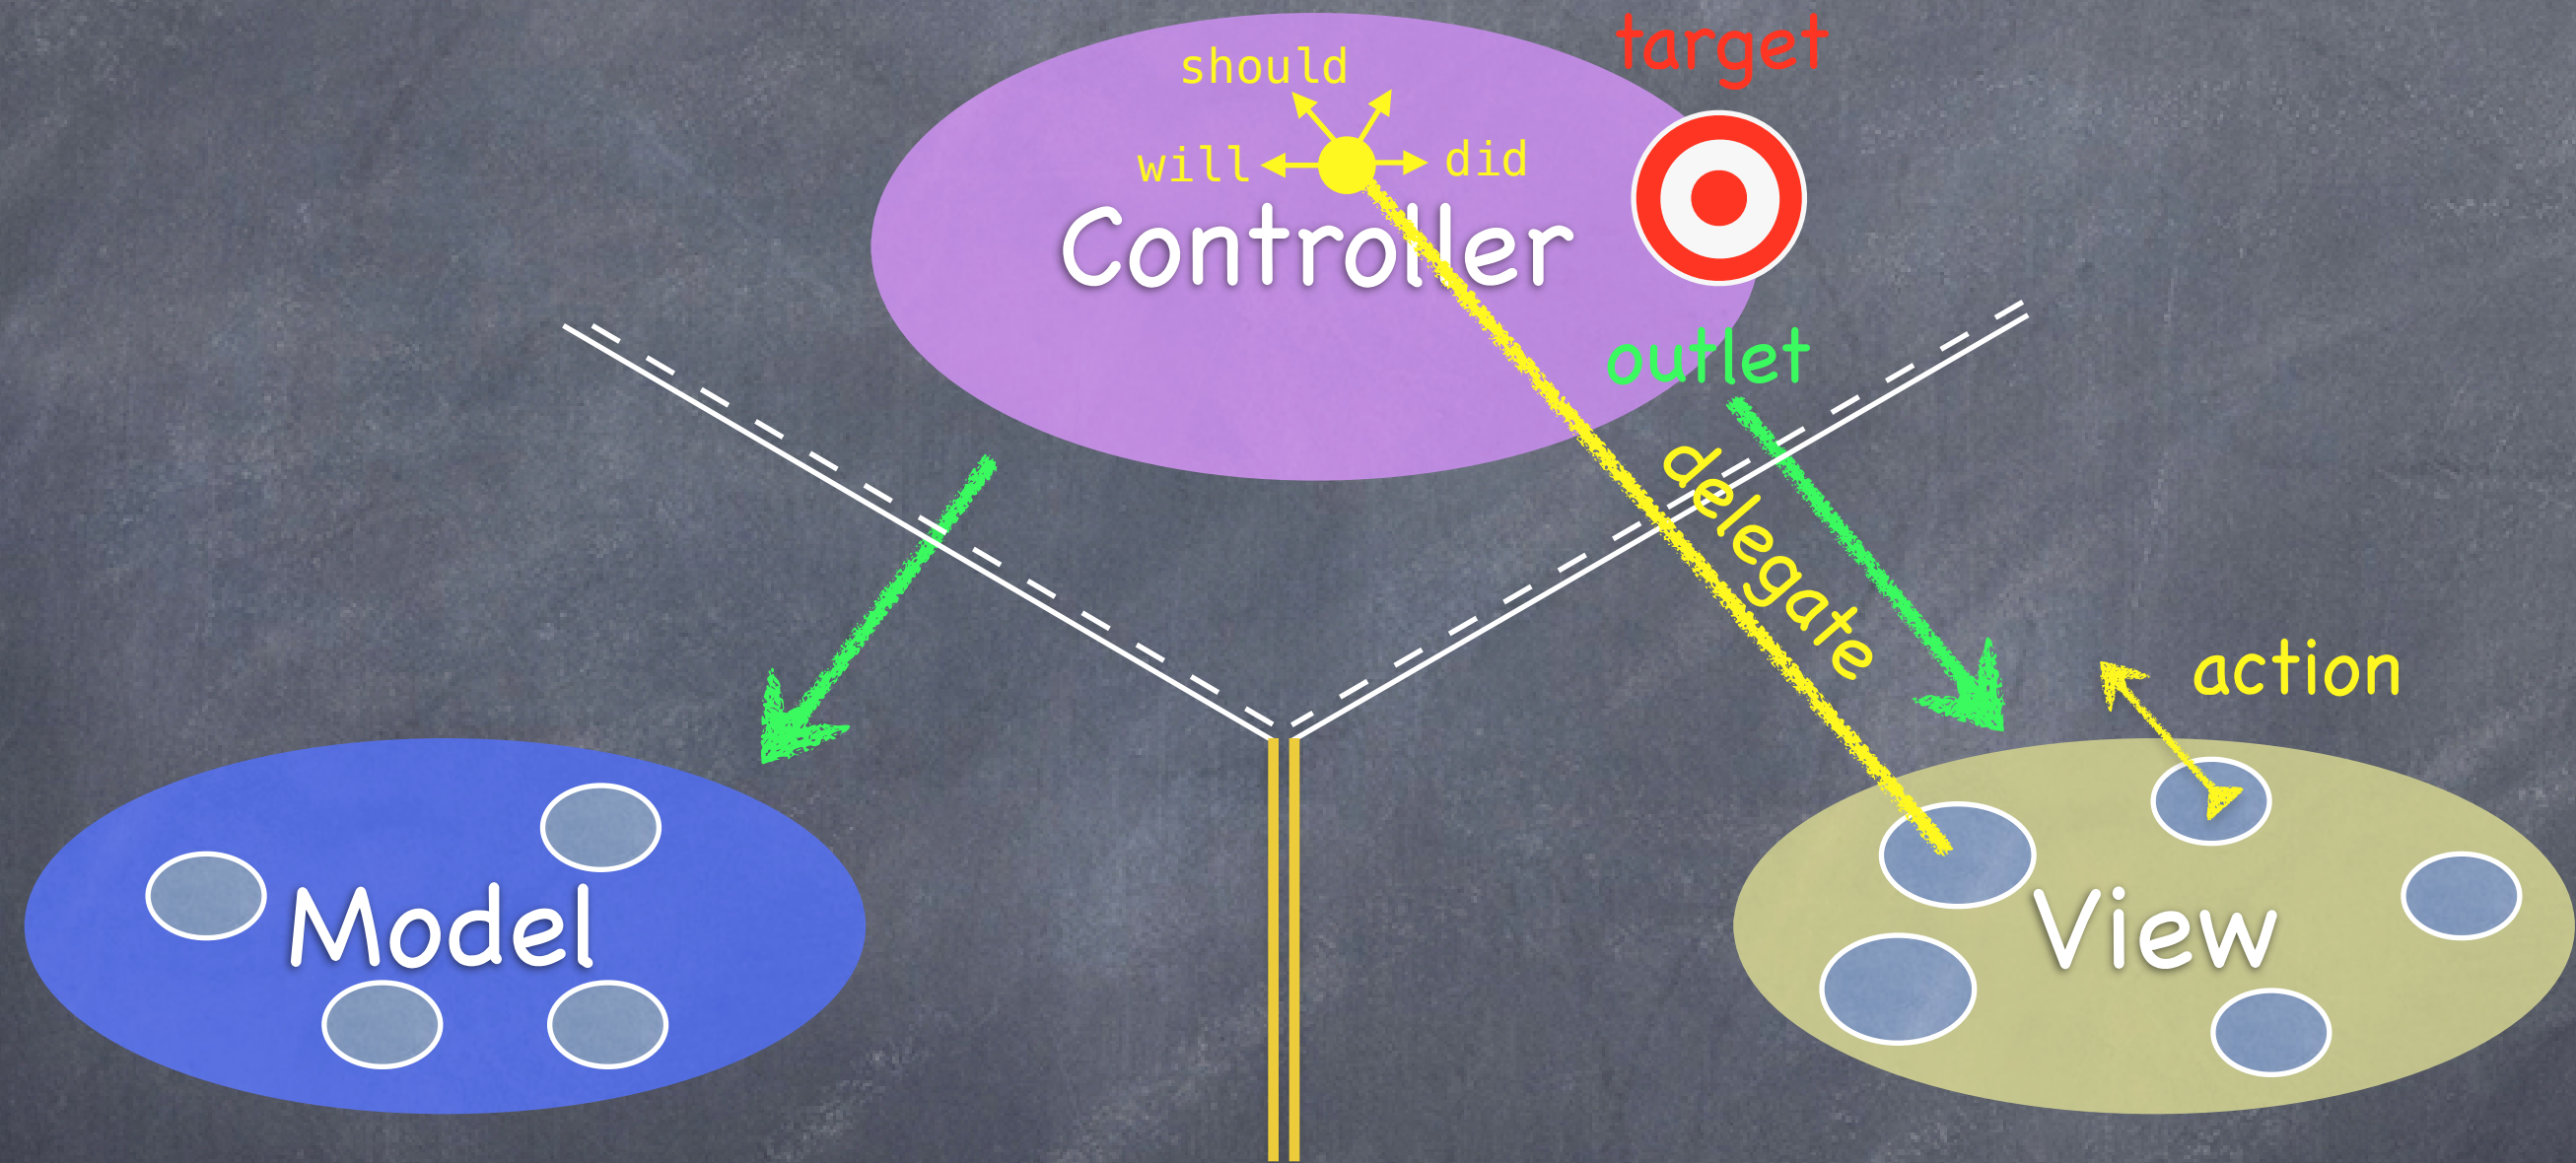 target
should
will
did
Controller
outlet
delegate
action
Model
View